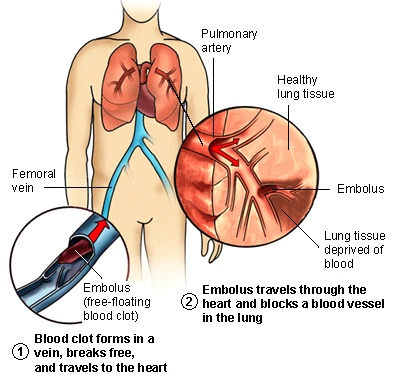 Pulmonary
artery
Healthy
lung tissue
Femoral
vein
Embolus
Lung tissue
deprived of
blood
Embolus
(free-floating
blood clot)
2 Embolus travels through the
heart and blocks a blood vessel
in the lung
1 Blood clot forms in a
vein, breaks free,
and travels to the heart